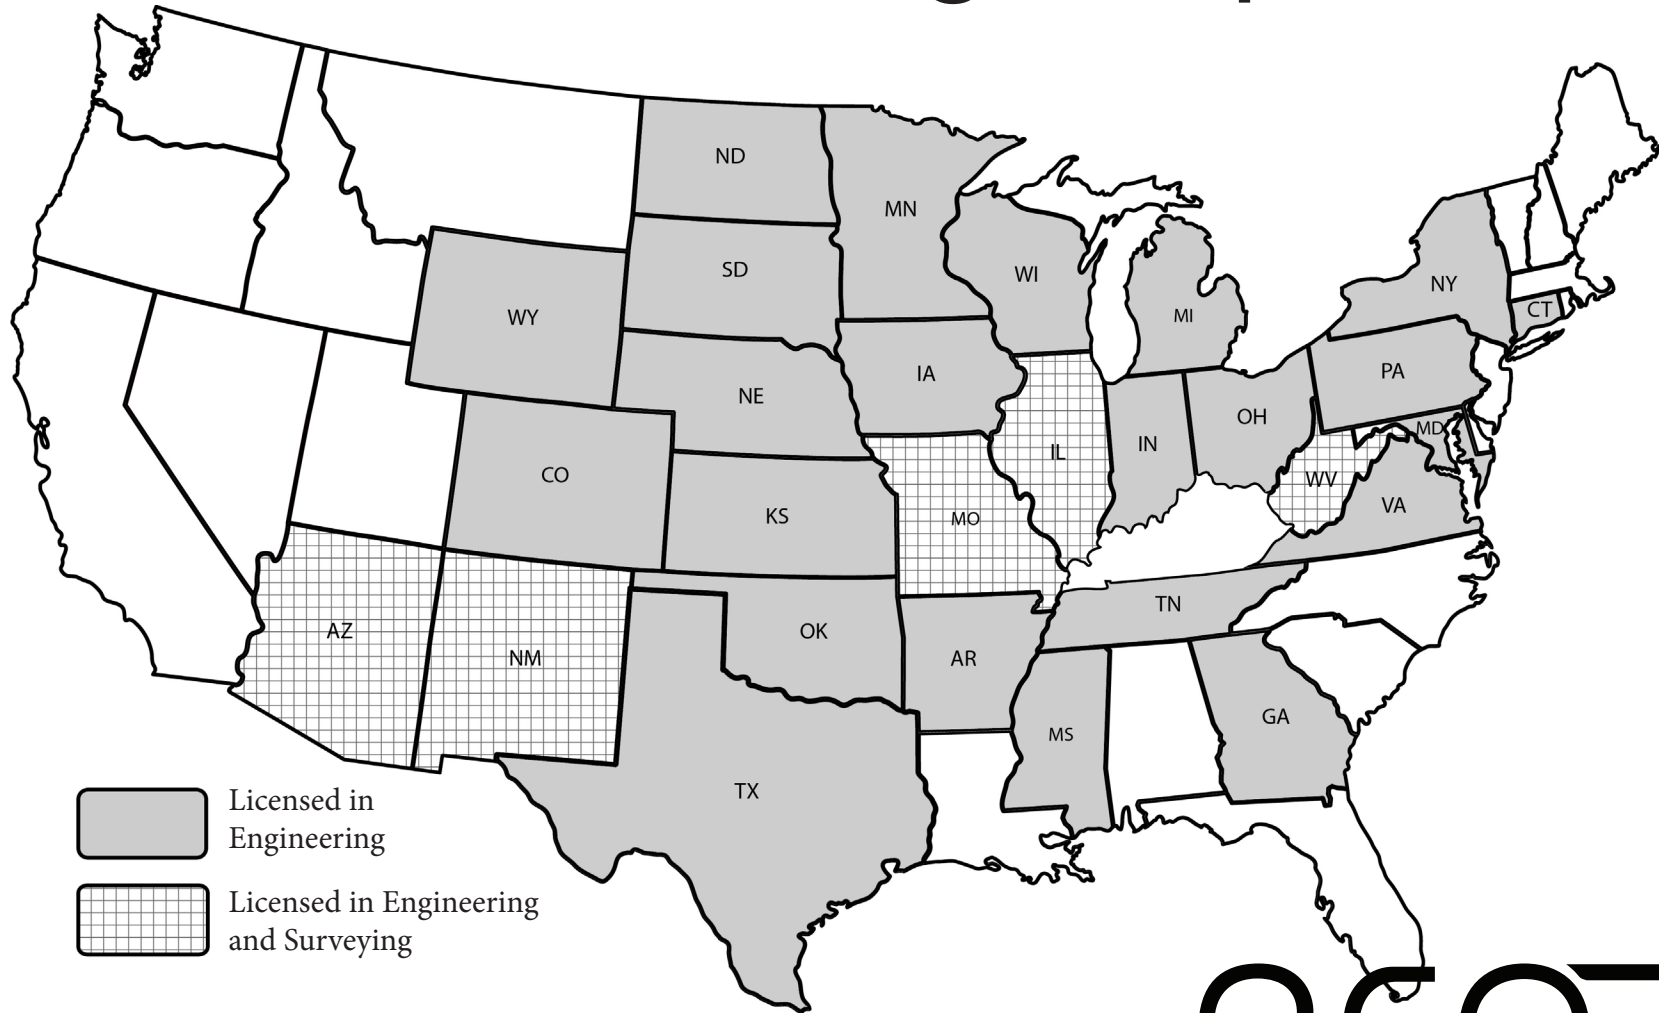 ND
MN
WI
MI
NY
CT
SD
WY
IA
NE
PA
OH
IN
IL
MD
WV
VA
CO
KS
MO
TN
AZ
NM
OK
AR
MS
GA
TX
Licensed in
Engineering
Licensed in Engineering
and Surveying